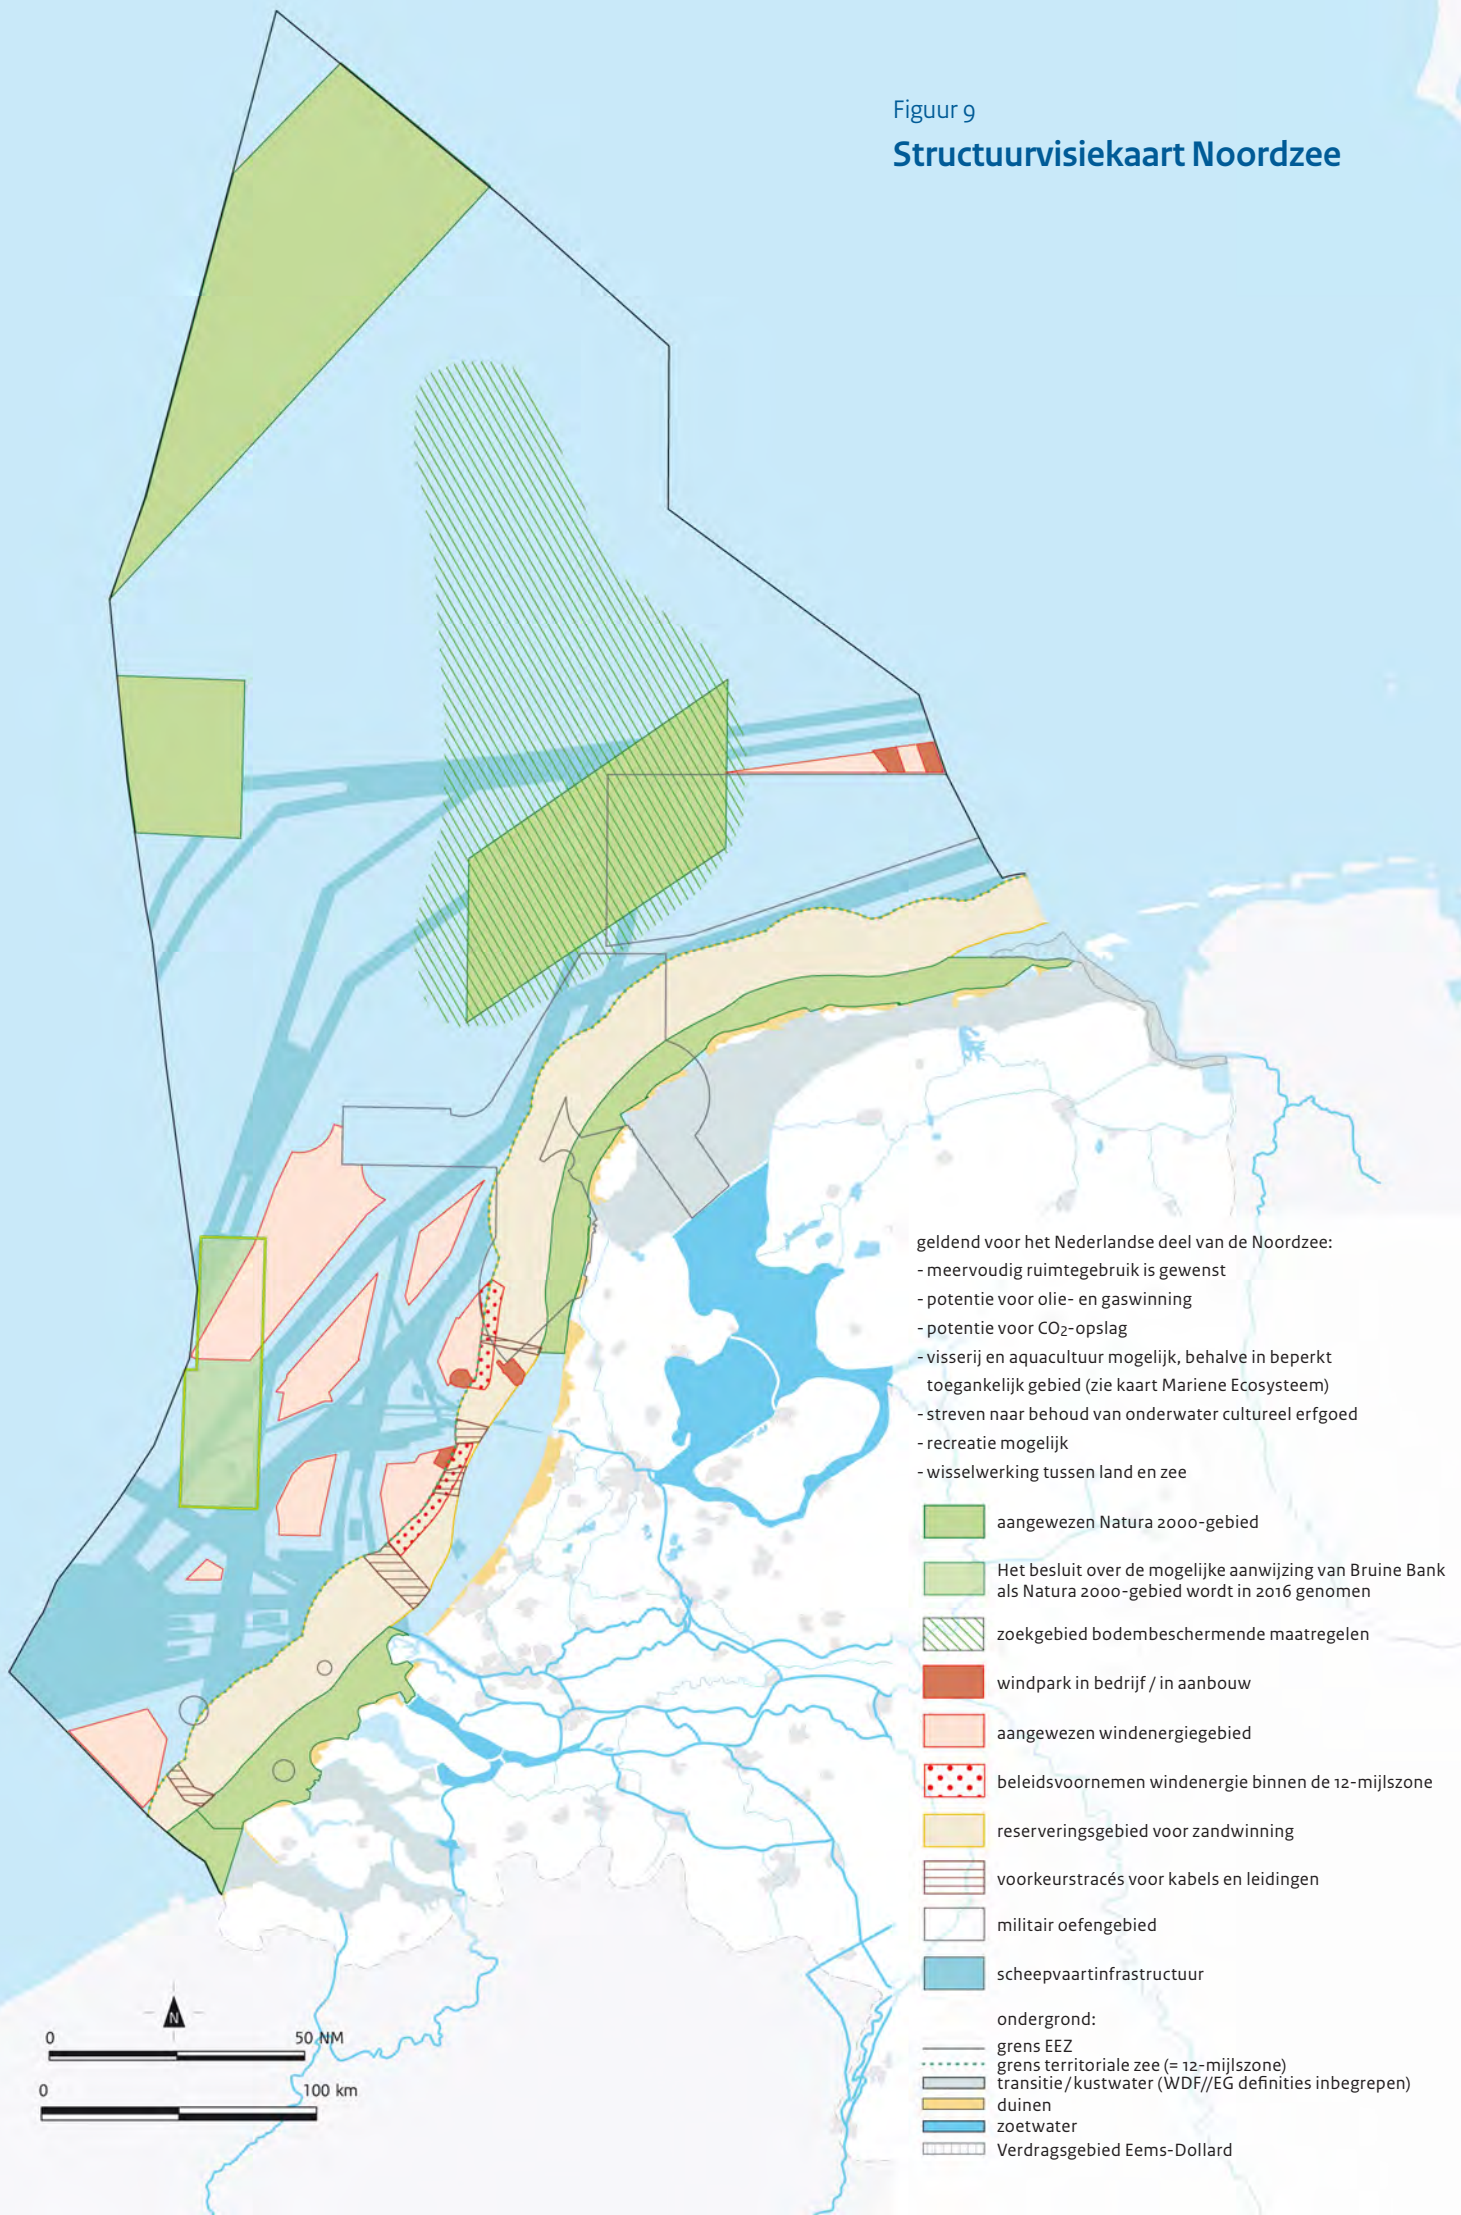 Figuur 9
Structuurvisiekaart Noordzee
geldend voor het Nederlandse deel van de Noordzee:
- meervoudig ruimtegebruik is gewenst
- potentie voor olie- en gaswinning
- potentie voor CO2-opslag
- visserij en aquacultuur mogelijk, behalve in beperkt
toegankelijk gebied (zie kaart Mariene Ecosysteem)
- streven naar behoud van onderwater cultureel erfgoed
- recreatie mogelijk
- wisselwerking tussen land en zee
aangewezen Natura 2000-gebied
Het besluit over de mogelijke aanwijzing van Bruine Bank
als Natura 2000-gebied wordt in 2016 genomen
zoekgebied bodembeschermende maatregelen
windpark in bedrijf / in aanbouw
aangewezen windenergiegebied
beleidsvoornemen windenergie binnen de 12-mijlszone
reserveringsgebied voor zandwinning
voorkeurstracés voor kabels en leidingen
militair oefengebied
scheepvaartinfrastructuur
ondergrond:
grens EEZ
grens territoriale zee (= 12-mijlszone)
transitie/kustwater (WDF//EG definities inbegrepen)
duinen
zoetwater
Verdragsgebied Eems-Dollard
N
0 50 NM
0 100 km